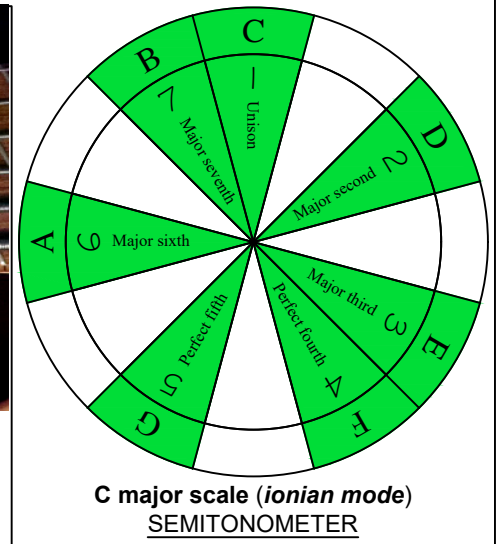 C
1 Unison
D
2 Major second
E
3 Major third
F
4 Perfect fourth
G
5 Perfect fifth
A
6 Major sixth
B
7 Major seventh
C major scale (ionian mode)
SEMITONOMETER